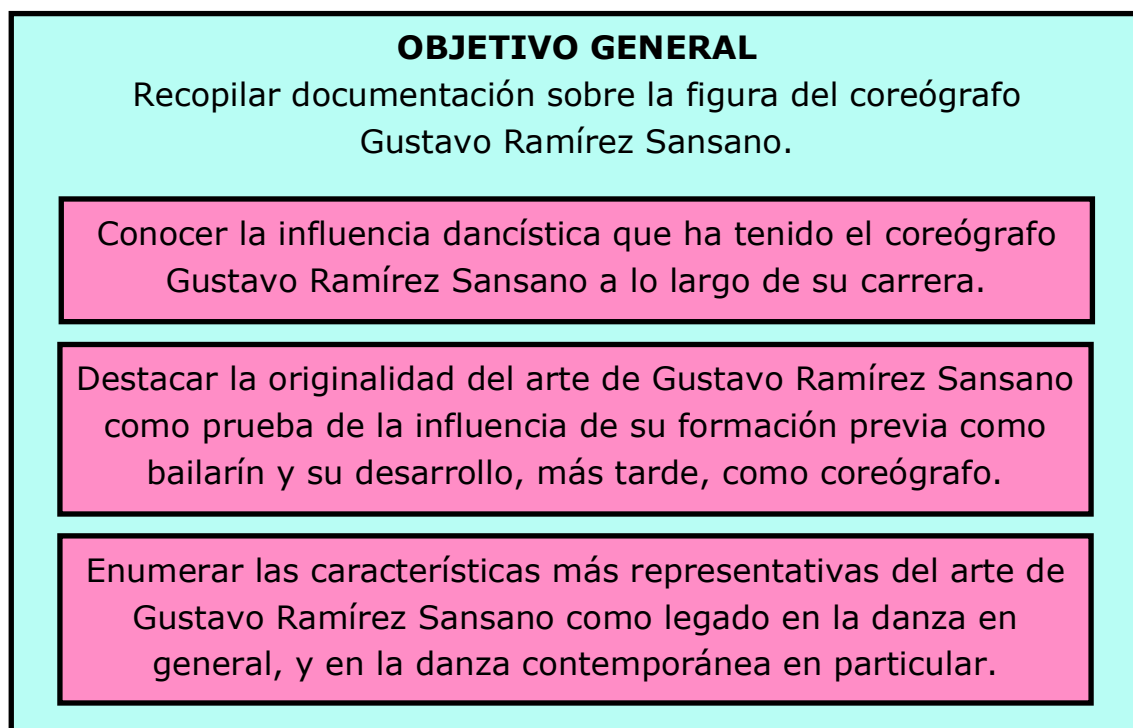 OBJETIVO GENERAL
Recopilar documentación sobre la figura del coreógrafo
Gustavo Ramírez Sansano.
Conocer la influencia dancística que ha tenido el coreógrafo
Gustavo Ramírez Sansano a lo largo de su carrera.
Destacar la originalidad del arte de Gustavo Ramírez Sansano
como prueba de la influencia de su formación previa como
bailarín y su desarrollo, más tarde, como coreógrafo.
Enumerar las características más representativas del arte de
Gustavo Ramírez Sansano como legado en la danza en
general, y en la danza contemporánea en particular.